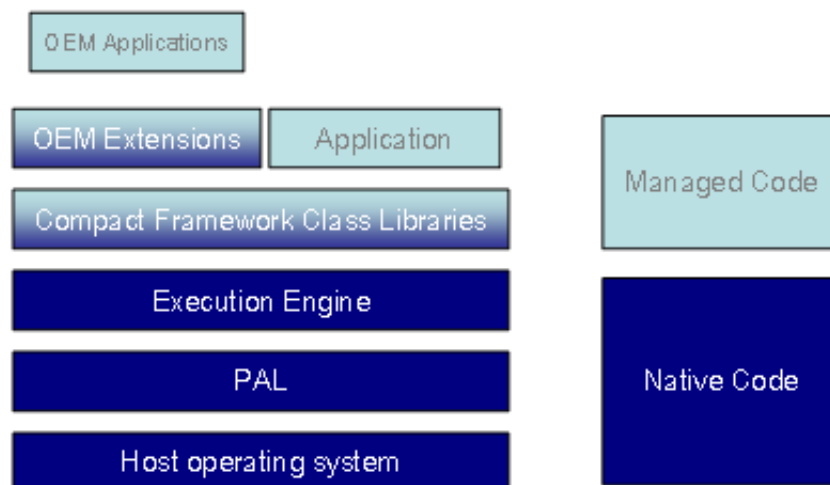 OEM Applications
OEM Extensions
Application
Compact Framework Class Libraries
Execution Engine
PAL
Host operating system
Managed Code
Native Code